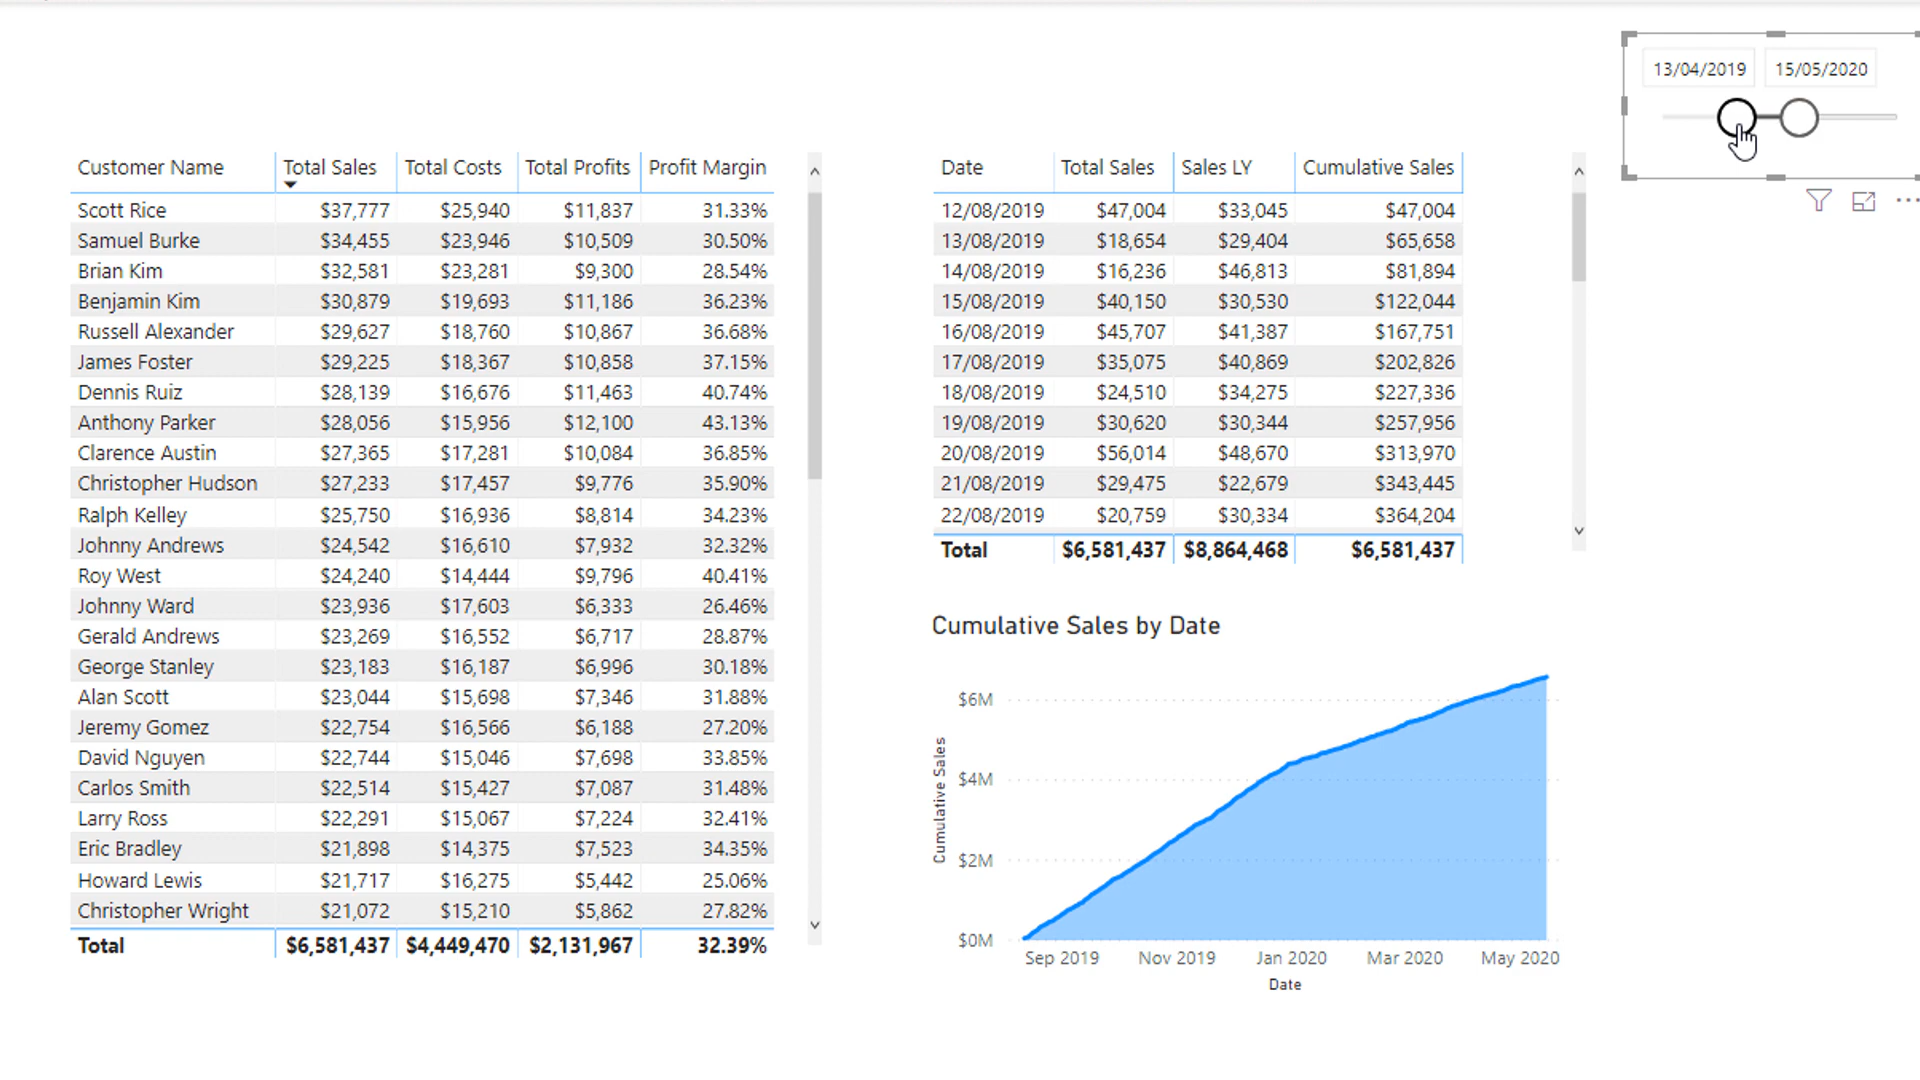 13/04/2019 15/05/2020
Customer Name Total Sales Total Costs Total Profits Profit Margin
Scott Rice $37,777 $25,940 $11,837 31.33%
Samuel Burke $34,455 $23,946 $10,509 30.50%
Brian Kim $32,581 $23,281 $9,300 28.54%
Benjamin Kim $30,879 $19,693 $11,186 36.23%
Russell Alexander $29,627 $18,760 $10,867 36.68%
James Foster $29,225 $18,367 $10,858 37.15%
Dennis Ruiz $28,139 $16,676 $11,463 40.74%
Anthony Parker $28,056 $15,956 $12,100 43.13%
Clarence Austin $27,365 $17,281 $10,084 36.85%
Christopher Hudson $27,233 $17,457 $9,776 35.90%
Ralph Kelley $25,750 $16,936 $8,814 34.23%
Johnny Andrews $24,542 $16,610 $7,932 32.32%
Roy West $24,240 $14,444 $9,796 40.41%
Johnny Ward $23,936 $17,603 $6,333 26.46%
Gerald Andrews $23,269 $16,552 $6,717 28.87%
George Stanley $23,183 $16,187 $6,996 30.18%
Alan Scott $23,044 $15,698 $7,346 31.88%
Jeremy Gomez $22,754 $16,566 $6,188 27.20%
David Nguyen $22,744 $15,046 $7,698 33.85%
Carlos Smith $22,514 $15,427 $7,087 31.48%
Larry Ross $22,291 $15,067 $7,224 32.41%
Eric Bradley $21,898 $14,375 $7,523 34.35%
Howard Lewis $21,717 $16,275 $5,442 25.06%
Christopher Wright $21,072 $15,210 $5,862 27.82%
Total $6,581,437 $4,449,470 $2,131,967 32.39%
Date Total Sales Sales LY Cumulative Sales
12/08/2019 $47,004 $33,045 $47,004
13/08/2019 $18,654 $29,404 $65,658
14/08/2019 $16,236 $46,813 $81,894
15/08/2019 $40,150 $30,530 $122,044
16/08/2019 $45,707 $41,387 $167,751
17/08/2019 $35,075 $40,869 $202,826
18/08/2019 $24,510 $34,275 $227,336
19/08/2019 $30,620 $30,344 $257,956
20/08/2019 $56,014 $48,670 $313,970
21/08/2019 $29,475 $22,679 $343,445
22/08/2019 $20,759 $30,334 $364,204
Total $6,581,437 $8,864,468 $6,581,437
Cumulative Sales by Date
Cumulative Sales
$6M
$4M
$2M
$0M
Sep 2019 Nov 2019 Jan 2020 Mar 2020 May 2020
Date